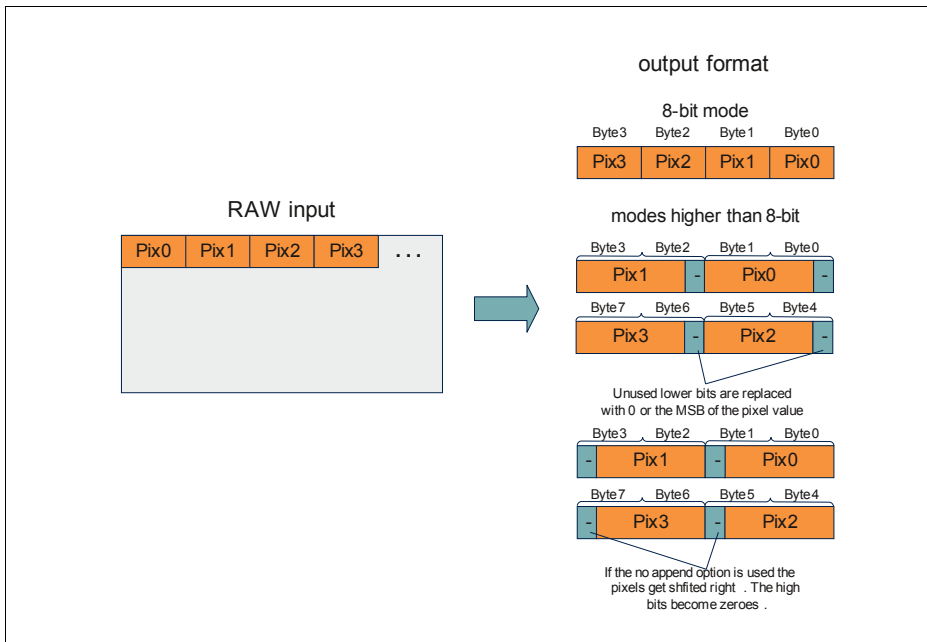 output format
8-bit mode
Byte3 Byte2 Byte1 Byte0
Pix3 Pix2 Pix1 Pix0
RAW input
Pix0 Pix1 Pix2 Pix3 ...
modes higher than 8-bit
Byte3 Byte2 Byte1 Byte0
Pix1 - Pix0 -
Byte7 Byte6 Byte5 Byte4
Pix3 - Pix2 -
Unused lower bits are replaced
with 0 or the MSB of the pixel value
Byte3 Byte2 Byte1 Byte0
- Pix1 - Pix0
Byte7 Byte6 Byte5 Byte4
- Pix3 - Pix2
If the no append option is used the
pixels get shfited right . The high
bits become zeroes .